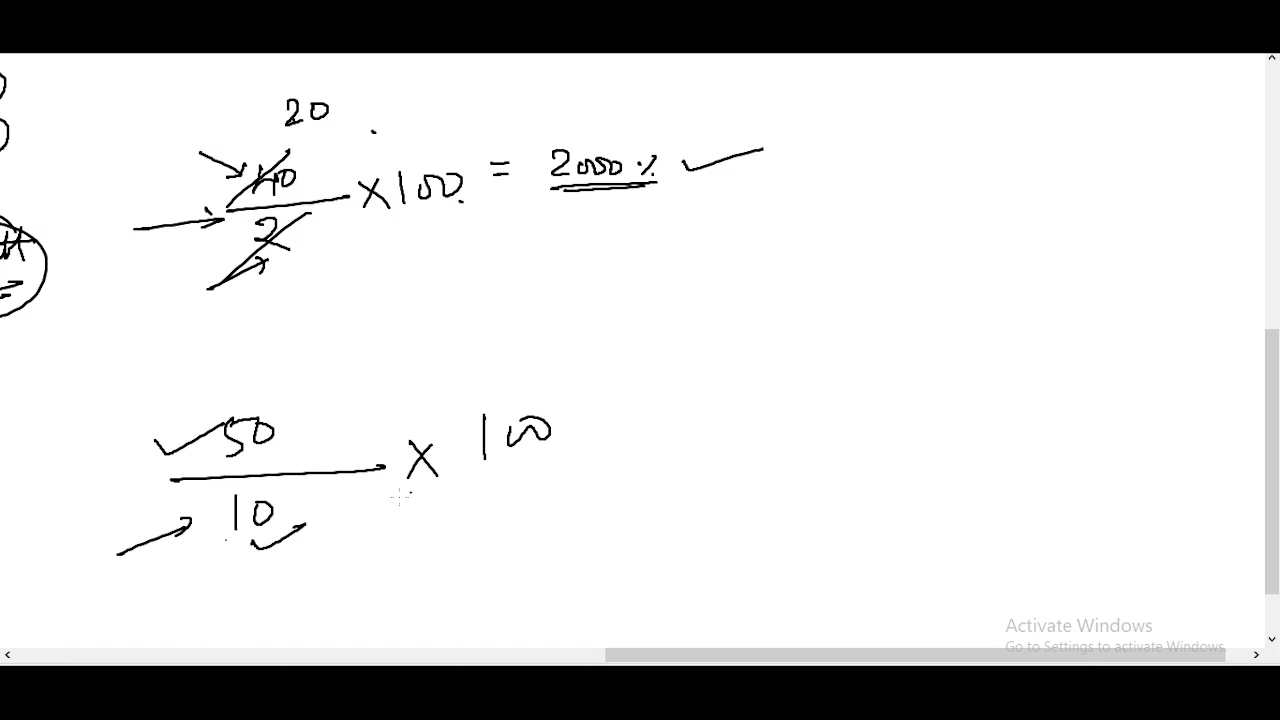 20
40
2
× 100 = 2000 %
50
10
× 100
Activate Windows
Go to Settings to activate Windows.